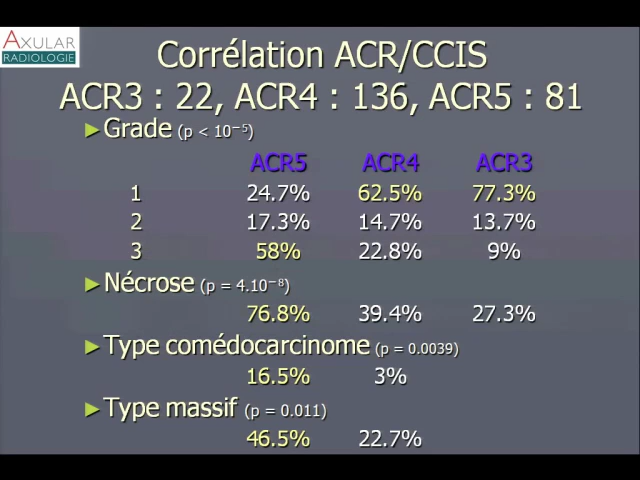 AXULAR
RADIOLOGIE
Corrélation ACR/CCIS
ACR3 : 22, ACR4 : 136, ACR5 : 81
►Grade (p < 10⁻⁵)
ACR5 ACR4 ACR3
1 24.7% 62.5% 77.3%
2 17.3% 14.7% 13.7%
3 58% 22.8% 9%
►Nécrose (p = 4.10⁻⁸)
76.8% 39.4% 27.3%
►Type comédocarcinome (p = 0.0039)
16.5% 3%
►Type massif (p = 0.011)
46.5% 22.7%